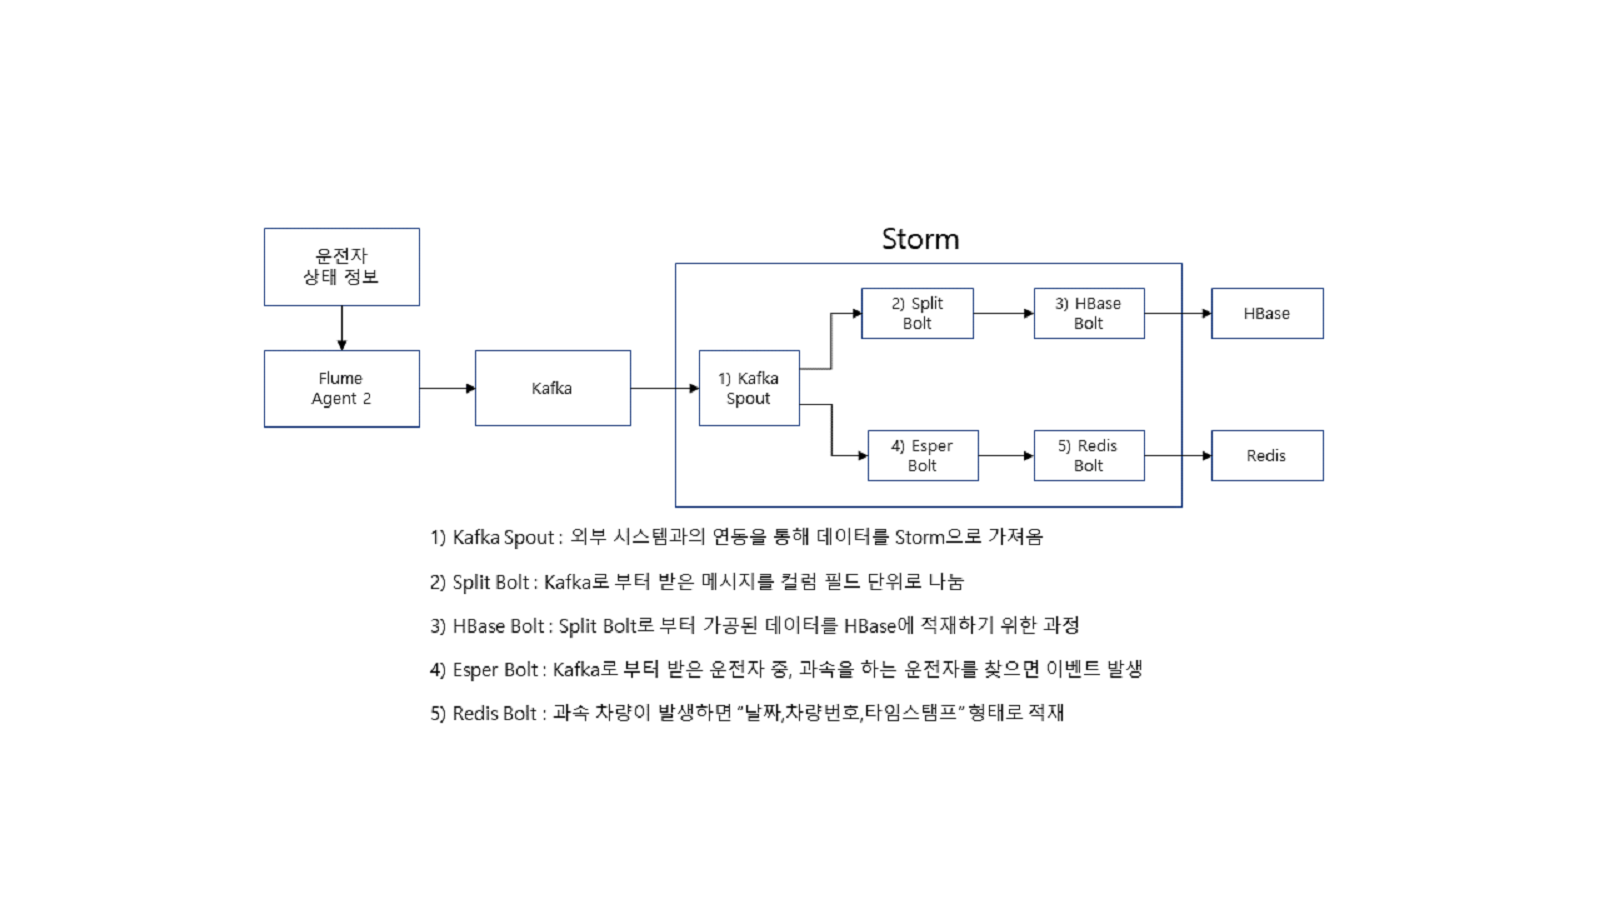 Storm
운전자
상태 정보
Flume
Agent 2
Kafka
1) Kafka
Spout
2) Split
Bolt
3) HBase
Bolt
HBase
4) Esper
Bolt
5) Redis
Bolt
Redis
1) Kafka Spout : 외부 시스템과의 연동을 통해 데이터를 Storm으로 가져옴
2) Split Bolt : Kafka로 부터 받은 메시지를 컬럼 필드 단위로 나눔
3) HBase Bolt : Split Bolt로 부터 가공된 데이터를 HBase에 적재하기 위한 과정
4) Esper Bolt : Kafka로 부터 받은 운전자 중, 과속을 하는 운전자를 찾으면 이벤트 발생
5) Redis Bolt : 과속 차량이 발생하면 “날짜,차량번호,타임스탬프” 형태로 적재